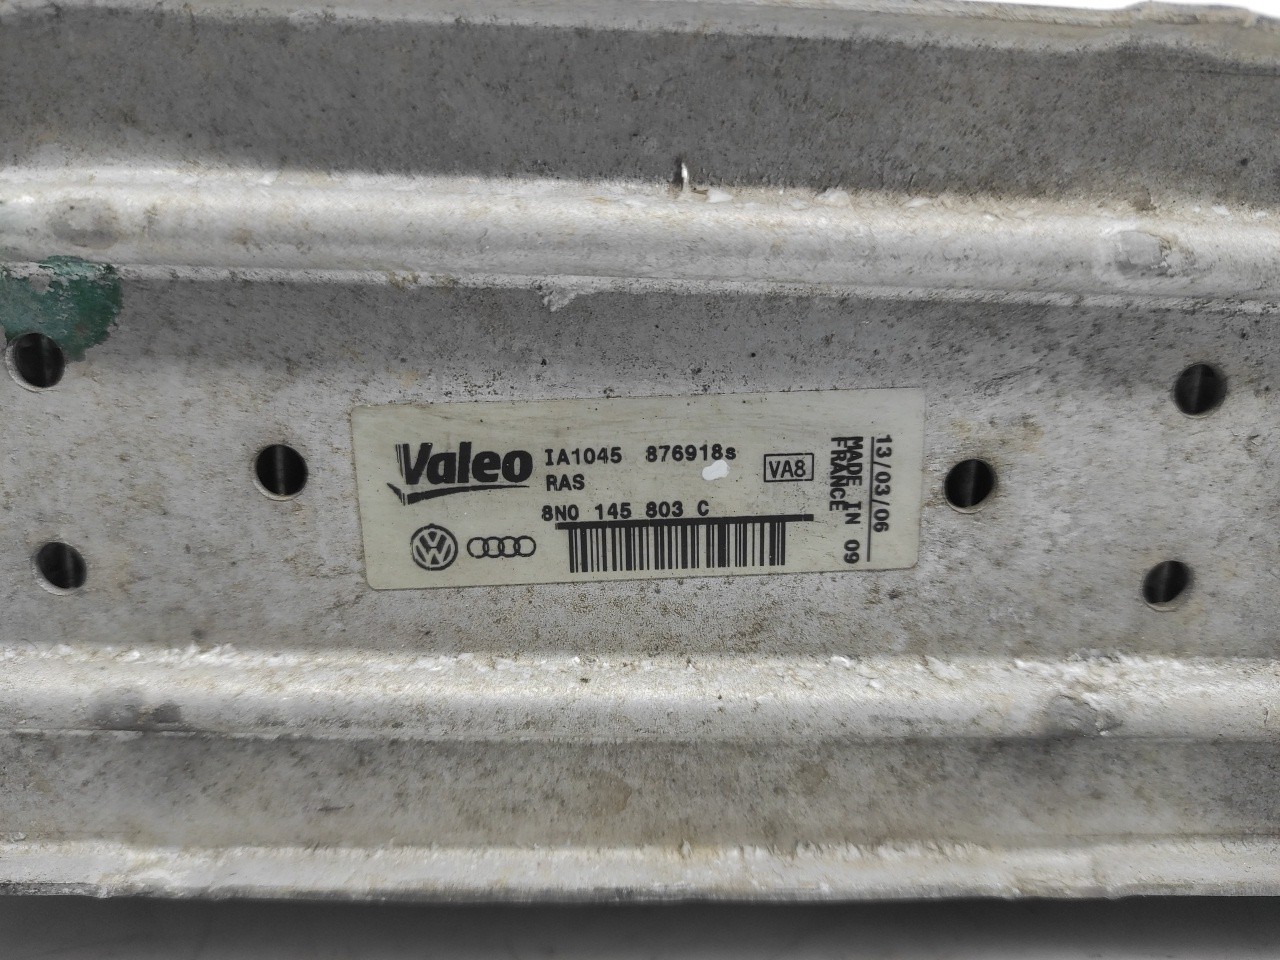 Valeo IA1045 876918s VA8
RAS
8N0 145 803 C
13/03/06
MADE IN 09
FRANCE